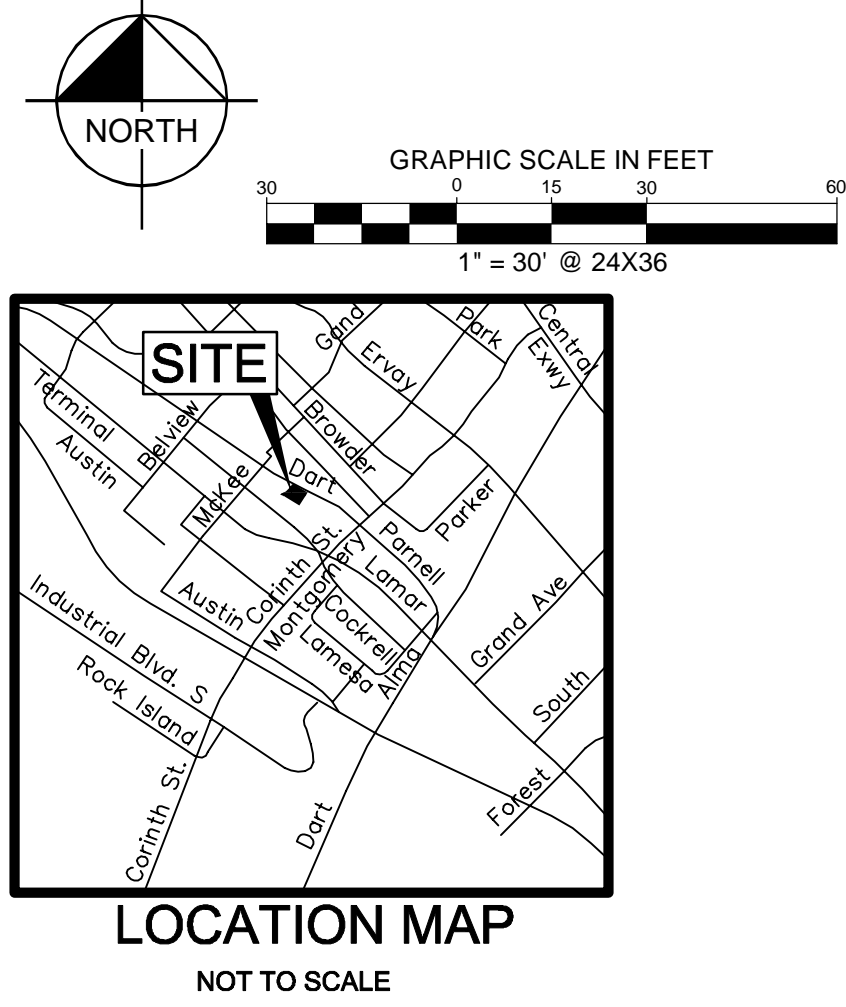 NORTH
GRAPHIC SCALE IN FEET
30 0 15 30 60
1" = 30' @ 24X36
SITE
Gand
Park
Central
Exwy
Ervay
Terminal
Austin
Belview
Browder
McKee
Dart
Parker
Corinth St.
Montgomery
Parnell
Lamar
Austin
Cockrell
Lamesa
Alma
Grand Ave
South
Industrial Blvd. S
Rock Island
Corinth St.
Dart
Forest
LOCATION MAP
NOT TO SCALE